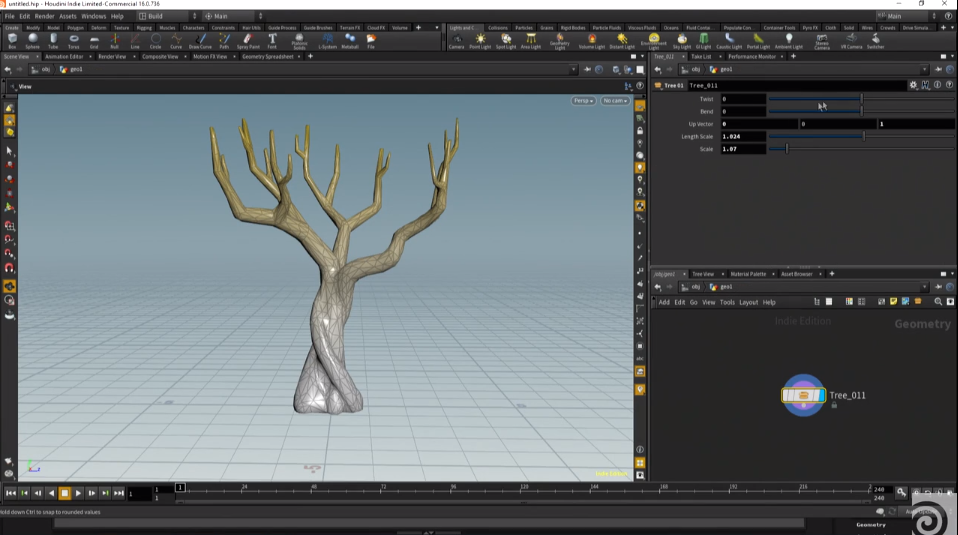 untitled.hip - Houdini Indie Limited-Commercial 16.0.736
File Edit Render Assets Windows Help Build Main Main
Create Modify Model Polygon Deform Texture Rigging Muscles Characters Constraints Hair Utils Guide Process Guide Brushes Terrain FX Cloud FX Volume
Lights and C... Collisions Particles Grains Rigid Bodies Particle Fluids Viscous Fluids Oceans Fluid Containers Populate Containers Container Tools Pyro FX Cloth Solid Wires Crowds Drive Simula...
Box Sphere Tube Torus Grid Null Line Circle Curve Draw Curve Path Spray Paint Font Platonic Solids L-System Metaball File
Camera Point Light Spot Light Area Light Geometry Light Volume Light Distant Light Environment Light Sky Light GI Light Caustic Light Portal Light Ambient Light Stereo Camera VR Camera Switcher
Scene View Animation Editor Render View Composite View Motion FX View Geometry Spreadsheet
Tree_011 Take List Performance Monitor
obj geo1
obj geo1
View
Tree 01 Tree_011
Persp No cam
Twist 0
Bend 0
Up Vector 0 0 1
Length Scale 1.024
Scale 1.07
/obj/geo1 Tree View Material Palette Asset Browser
obj geo1
Add Edit Go View Tools Layout Help
Indie Edition
Geometry
Tree_011
Indie Edition
1 1 1 1 24 48 72 96 120 144 168 192 216 240 240
Hold down Ctrl to snap to rounded values
Geometry